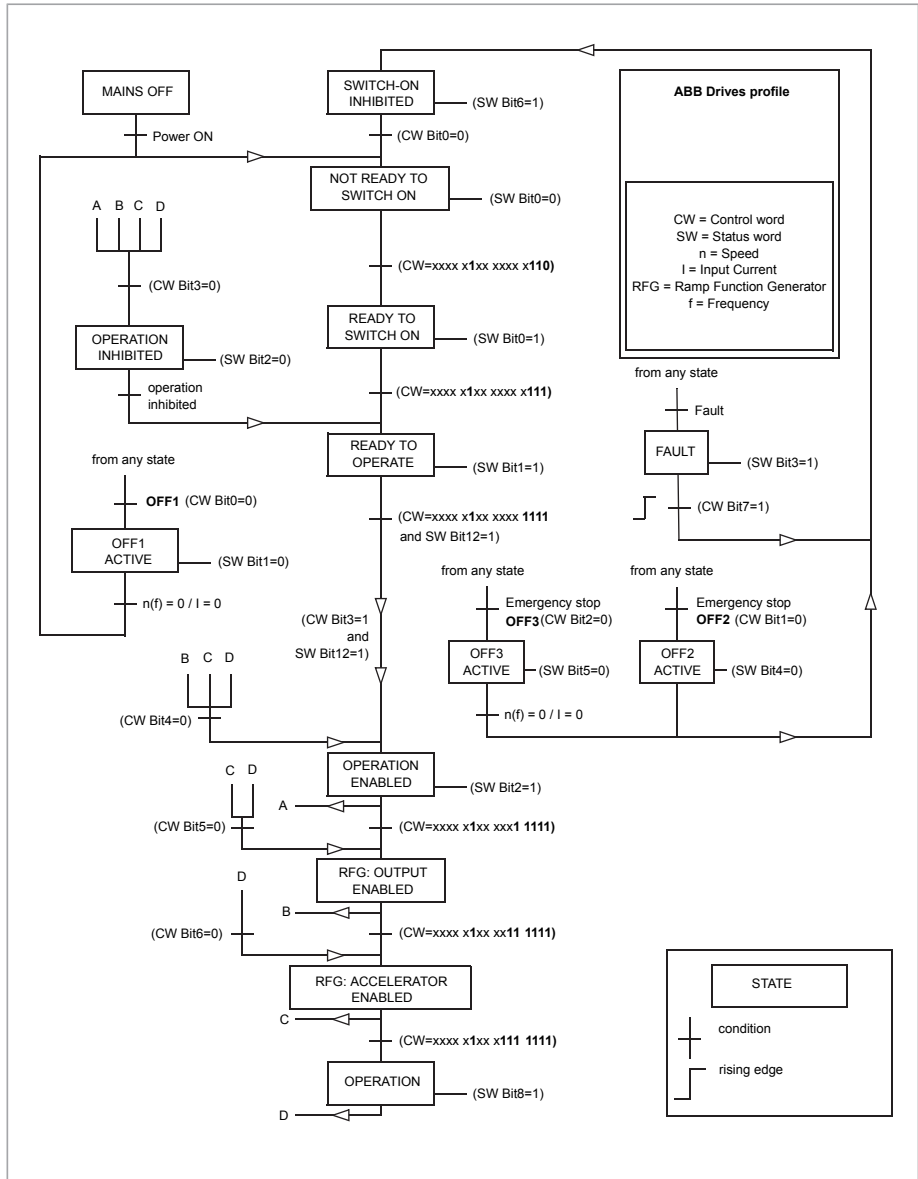 MAINS OFF
Power ON
SWITCH-ON
INHIBITED
(SW Bit6=1)
(CW Bit0=0)
NOT READY TO
SWITCH ON
(SW Bit0=0)
A B C D
(CW Bit3=0)
OPERATION
INHIBITED
(SW Bit2=0)
operation
inhibited
(CW=xxxx x1xx xxxx x110)
READY TO
SWITCH ON
(SW Bit0=1)
(CW=xxxx x1xx xxxx x111)
READY TO
OPERATE
(SW Bit1=1)
(CW=xxxx x1xx xxxx 1111
and SW Bit12=1)
from any state
OFF1 (CW Bit0=0)
OFF1
ACTIVE
(SW Bit1=0)
n(f) = 0 / I = 0
(CW Bit3=1
and
SW Bit12=1)
B C D
(CW Bit4=0)
OPERATION
ENABLED
(SW Bit2=1)
A
C D
(CW Bit5=0)
(CW=xxxx x1xx xxx1 1111)
RFG: OUTPUT
ENABLED
D
B
(CW Bit6=0)
(CW=xxxx x1xx xx11 1111)
RFG: ACCELERATOR
ENABLED
C
(CW=xxxx x1xx x111 1111)
OPERATION
(SW Bit8=1)
D
ABB Drives profile
CW = Control word
SW = Status word
n = Speed
I = Input Current
RFG = Ramp Function Generator
f = Frequency
from any state
Fault
FAULT
(SW Bit3=1)
(CW Bit7=1)
from any state
Emergency stop
OFF3 (CW Bit2=0)
OFF3
ACTIVE
(SW Bit5=0)
n(f) = 0 / I = 0
from any state
Emergency stop
OFF2 (CW Bit1=0)
OFF2
ACTIVE
(SW Bit4=0)
STATE
condition
rising edge